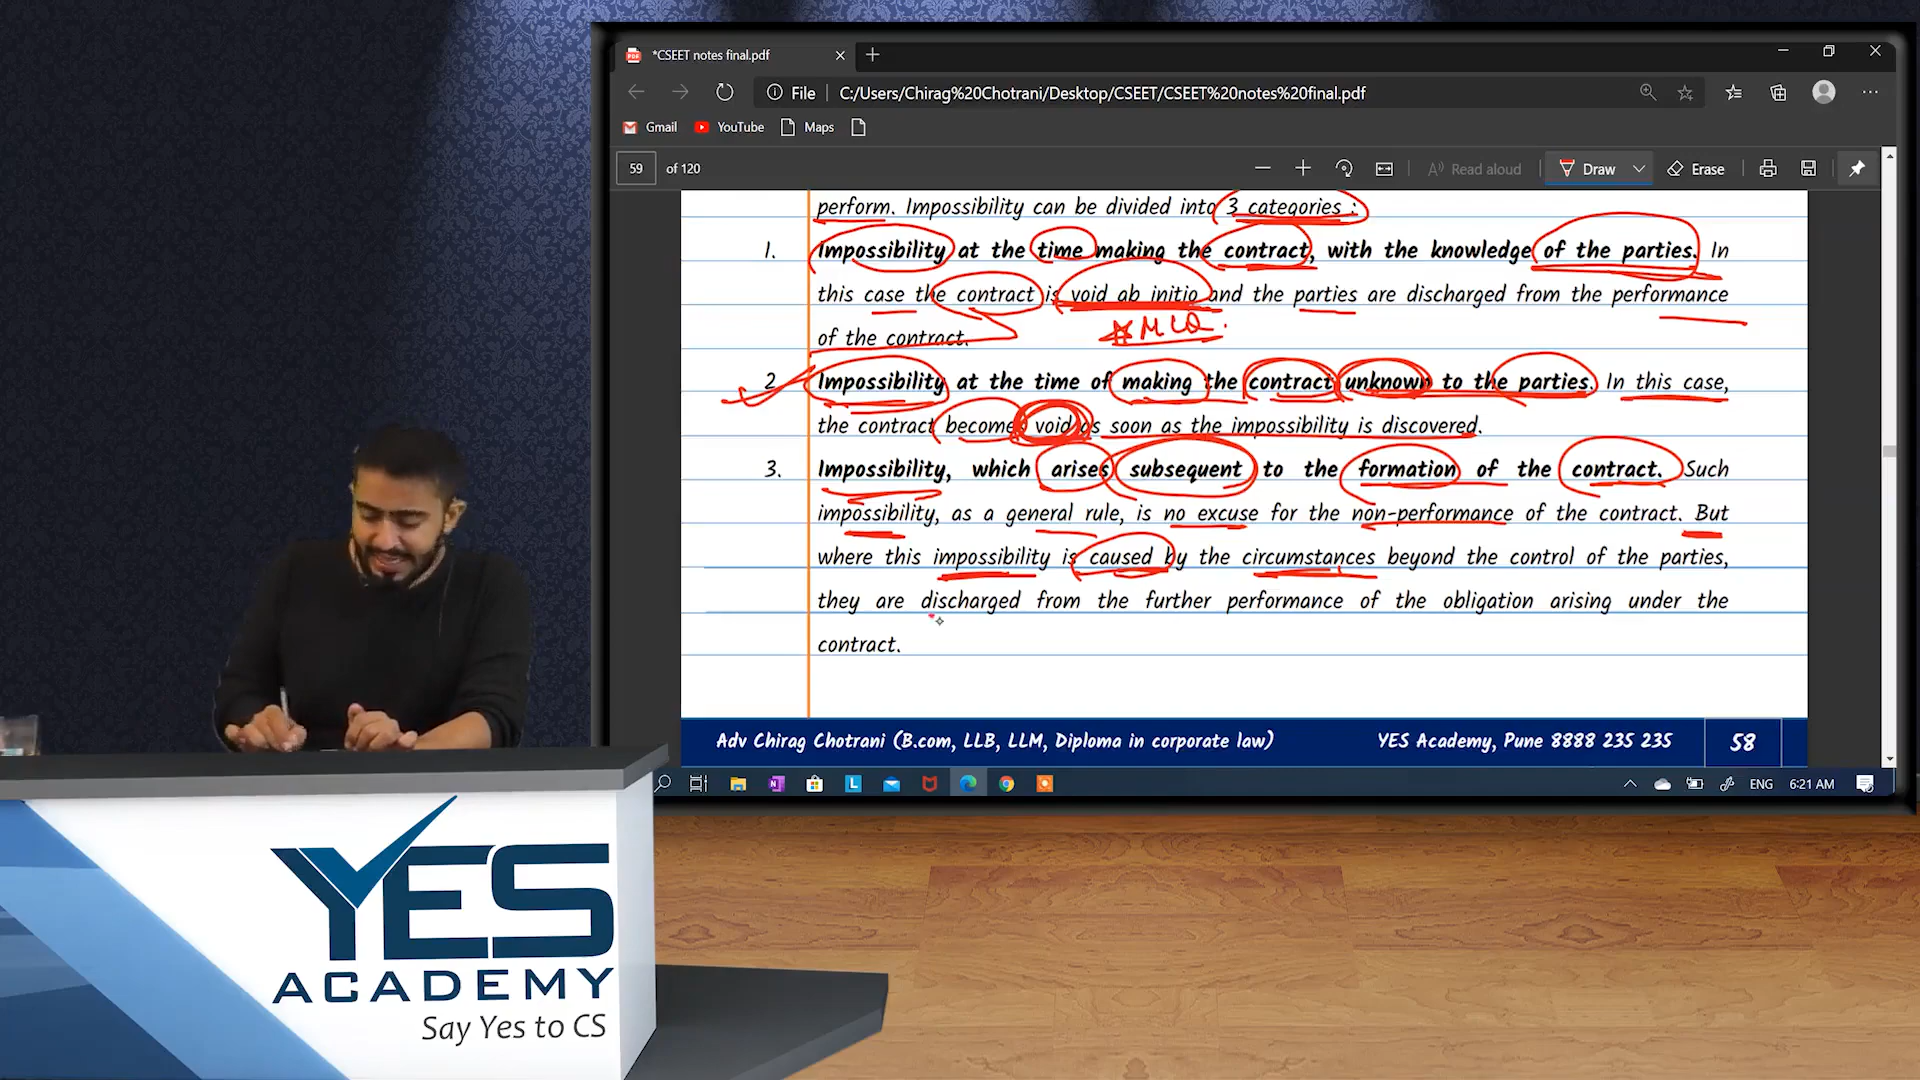 *CSEET notes final.pdf
File | C:/Users/Chirag%20Chotrani/Desktop/CSEET/CSEET%20notes%20final.pdf
Gmail YouTube Maps
59 of 120 Read aloud Draw Erase
perform. Impossibility can be divided into 3 categories :
1. Impossibility at the time making the contract, with the knowledge of the parties. In
this case the contract is void ab initio and the parties are discharged from the performance
of the contract.
*MCQ.
2 Impossibility at the time of making the contract unknown to the parties. In this case,
the contract become void as soon as the impossibility is discovered.
3. Impossibility, which arises subsequent to the formation of the contract. Such
impossibility, as a general rule, is no excuse for the non-performance of the contract. But
where this impossibility is caused by the circumstances beyond the control of the parties,
they are discharged from the further performance of the obligation arising under the
contract.
Adv Chirag Chotrani (B.com, LLB, LLM, Diploma in corporate law) YES Academy, Pune 8888 235 235 58
ENG 6:21 AM
YES
ACADEMY
Say Yes to CS